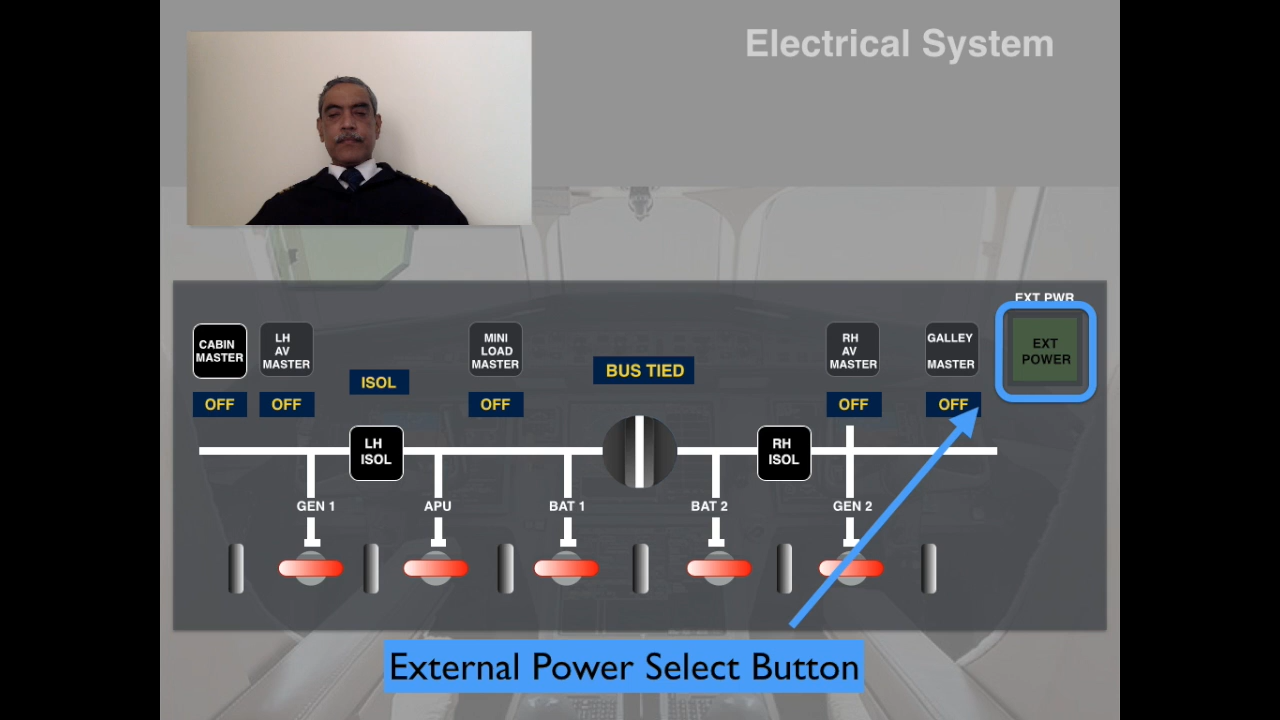 Electrical System
EXT PWR
CABIN
MASTER
LH
AV
MASTER
MINI
LOAD
MASTER
RH
AV
MASTER
GALLEY
MASTER
EXT
POWER
BUS TIED
ISOL
OFF
OFF
OFF
OFF
OFF
LH
ISOL
RH
ISOL
GEN 1
APU
BAT 1
BAT 2
GEN 2
External Power Select Button